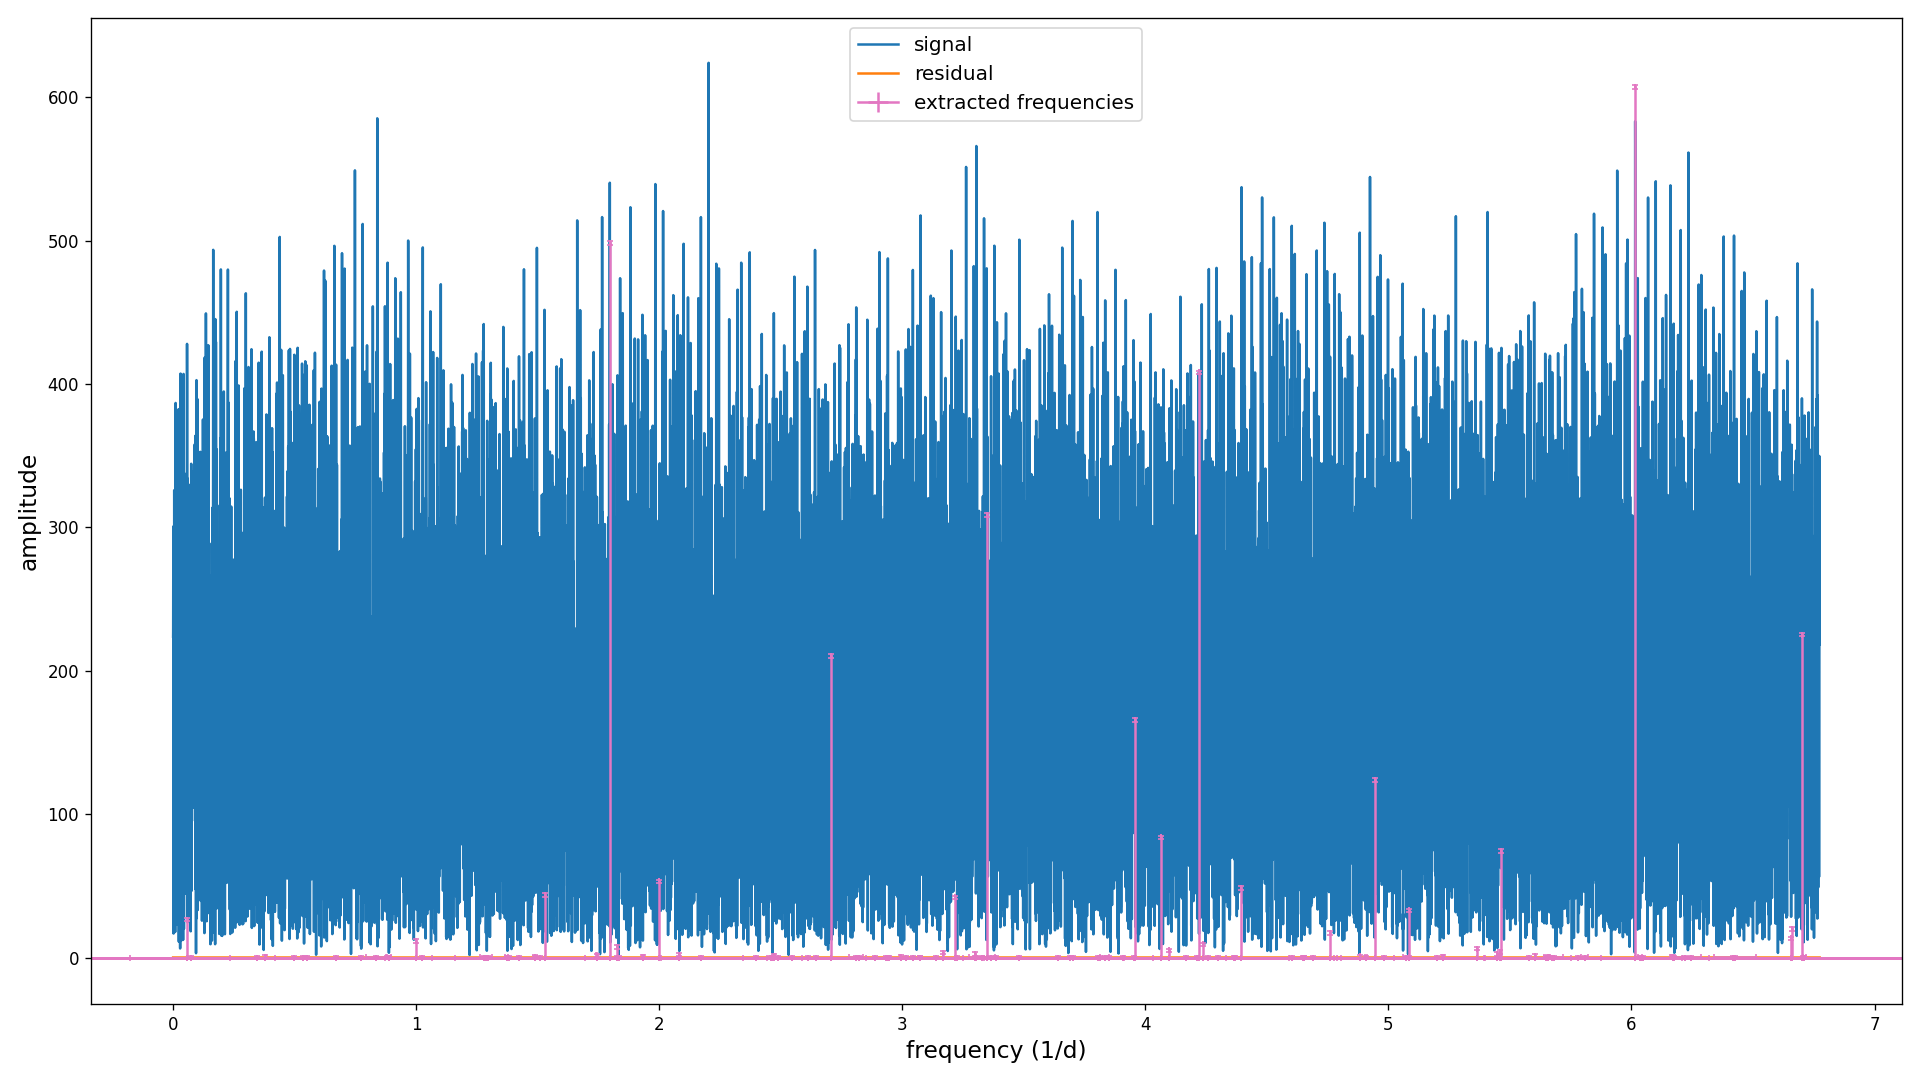 signal
residual
extracted frequencies
amplitude
600
500
400
300
200
100
0
0 1 2 3 4 5 6 7
frequency (1/d)